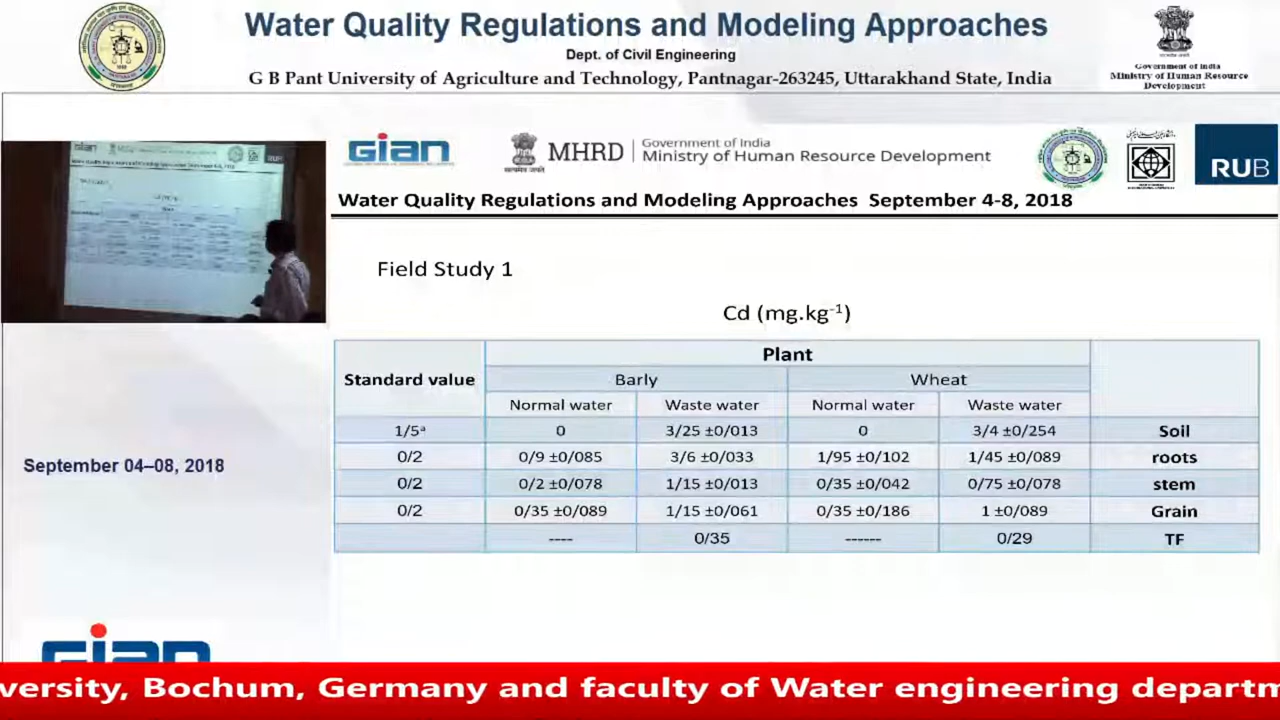 Water Quality Regulations and Modeling Approaches
Dept. of Civil Engineering
G B Pant University of Agriculture and Technology, Pantnagar-263245, Uttarakhand State, India
Government of India
Ministry of Human Resource
Development
GIAN
MHRD
Government of India
Ministry of Human Resource Development
सत्यमेव जयते
RUB
Water Quality Regulations and Modeling Approaches September 4-8, 2018
Field Study 1
Cd (mg.kg⁻¹)
Standard value Plant
Barly Wheat
Normal water Waste water Normal water Waste water
1/5ᵃ 0 3/25 ±0/013 0 3/4 ±0/254 Soil
0/2 0/9 ±0/085 3/6 ±0/033 1/95 ±0/102 1/45 ±0/089 roots
0/2 0/2 ±0/078 1/15 ±0/013 0/35 ±0/042 0/75 ±0/078 stem
0/2 0/35 ±0/089 1/15 ±0/061 0/35 ±0/186 1 ±0/089 Grain
---- 0/35 ------ 0/29 TF
September 04–08, 2018
GIAN
versity, Bochum, Germany and faculty of Water engineering departm